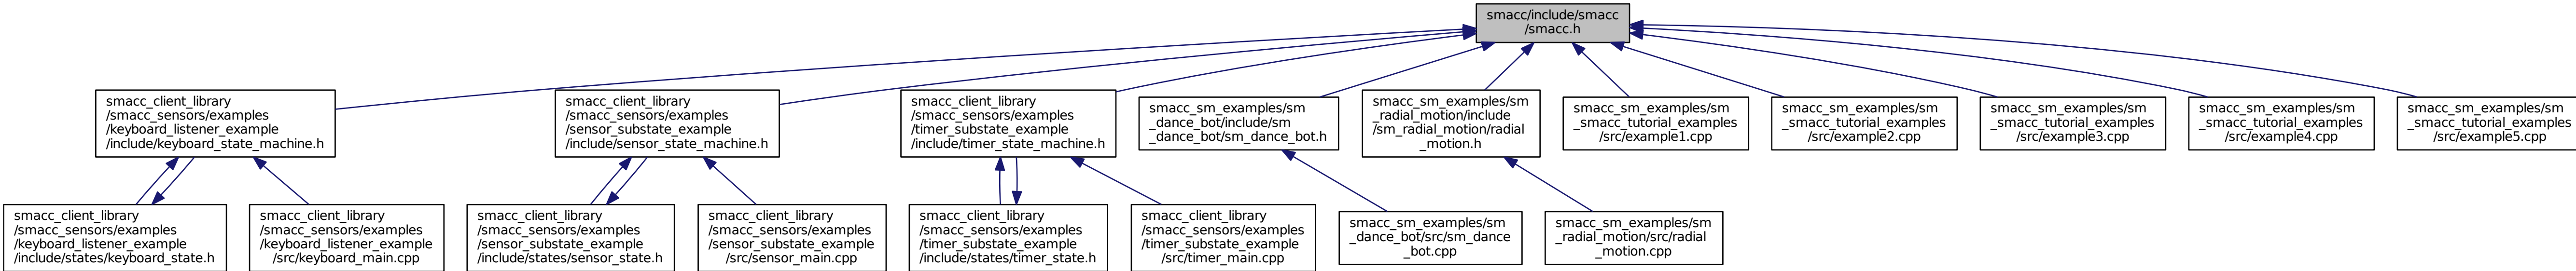 smacc/include/smacc
/smacc.h
smacc_client_library
/smacc_sensors/examples
/keyboard_listener_example
/include/keyboard_state_machine.h
smacc_client_library
/smacc_sensors/examples
/sensor_substate_example
/include/sensor_state_machine.h
smacc_client_library
/smacc_sensors/examples
/timer_substate_example
/include/timer_state_machine.h
smacc_sm_examples/sm
_dance_bot/include/sm
_dance_bot/sm_dance_bot.h
smacc_sm_examples/sm
_radial_motion/include
/sm_radial_motion/radial
_motion.h
smacc_sm_examples/sm
_smacc_tutorial_examples
/src/example1.cpp
smacc_sm_examples/sm
_smacc_tutorial_examples
/src/example2.cpp
smacc_sm_examples/sm
_smacc_tutorial_examples
/src/example3.cpp
smacc_sm_examples/sm
_smacc_tutorial_examples
/src/example4.cpp
smacc_sm_examples/sm
_smacc_tutorial_examples
/src/example5.cpp
smacc_client_library
/smacc_sensors/examples
/keyboard_listener_example
/include/states/keyboard_state.h
smacc_client_library
/smacc_sensors/examples
/keyboard_listener_example
/src/keyboard_main.cpp
smacc_client_library
/smacc_sensors/examples
/sensor_substate_example
/include/states/sensor_state.h
smacc_client_library
/smacc_sensors/examples
/sensor_substate_example
/src/sensor_main.cpp
smacc_client_library
/smacc_sensors/examples
/timer_substate_example
/include/states/timer_state.h
smacc_client_library
/smacc_sensors/examples
/timer_substate_example
/src/timer_main.cpp
smacc_sm_examples/sm
_dance_bot/src/sm_dance
_bot.cpp
smacc_sm_examples/sm
_radial_motion/src/radial
_motion.cpp